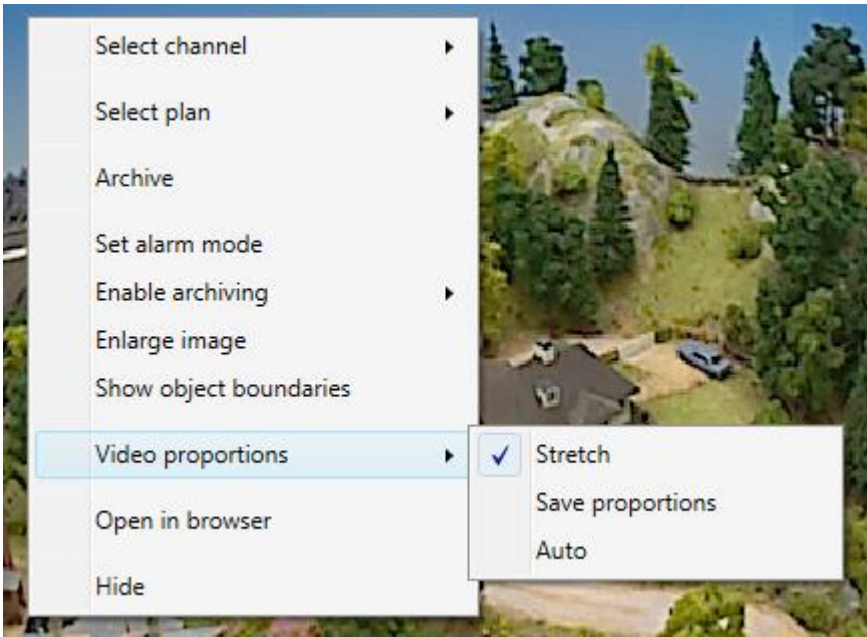 Select channel
Select plan
Archive
Set alarm mode
Enable archiving
Enlarge image
Show object boundaries
Video proportions
Stretch
Save proportions
Auto
Open in browser
Hide